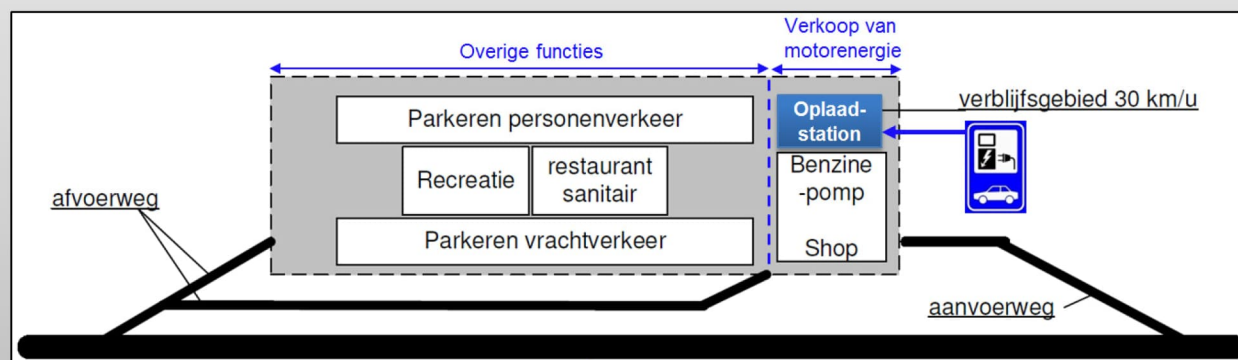 Overige functies
Verkoop van
motorenergie
Parkeren personenverkeer
Oplaad-
station
verblijfsgebied 30 km/u
Recreatie
restaurant
sanitair
Benzine
-pomp
Shop
Parkeren vrachtverkeer
afvoerweg
aanvoerweg